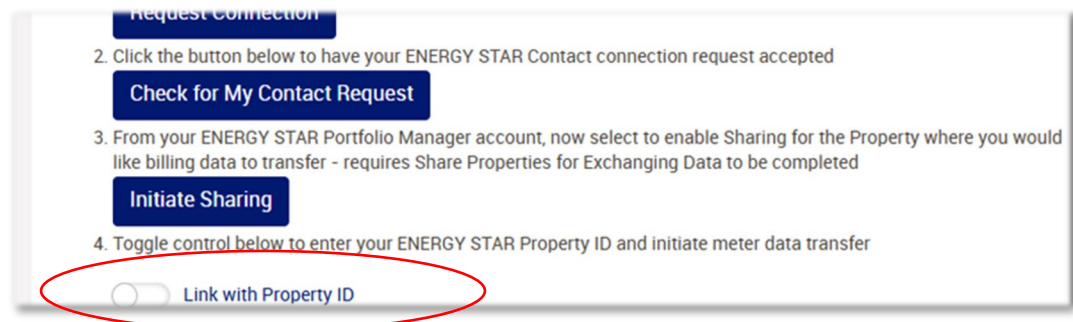 Request Connection
2. Click the button below to have your ENERGY STAR Contact connection request accepted
Check for My Contact Request
3. From your ENERGY STAR Portfolio Manager account, now select to enable Sharing for the Property where you would
like billing data to transfer - requires Share Properties for Exchanging Data to be completed
Initiate Sharing
4. Toggle control below to enter your ENERGY STAR Property ID and initiate meter data transfer
Link with Property ID